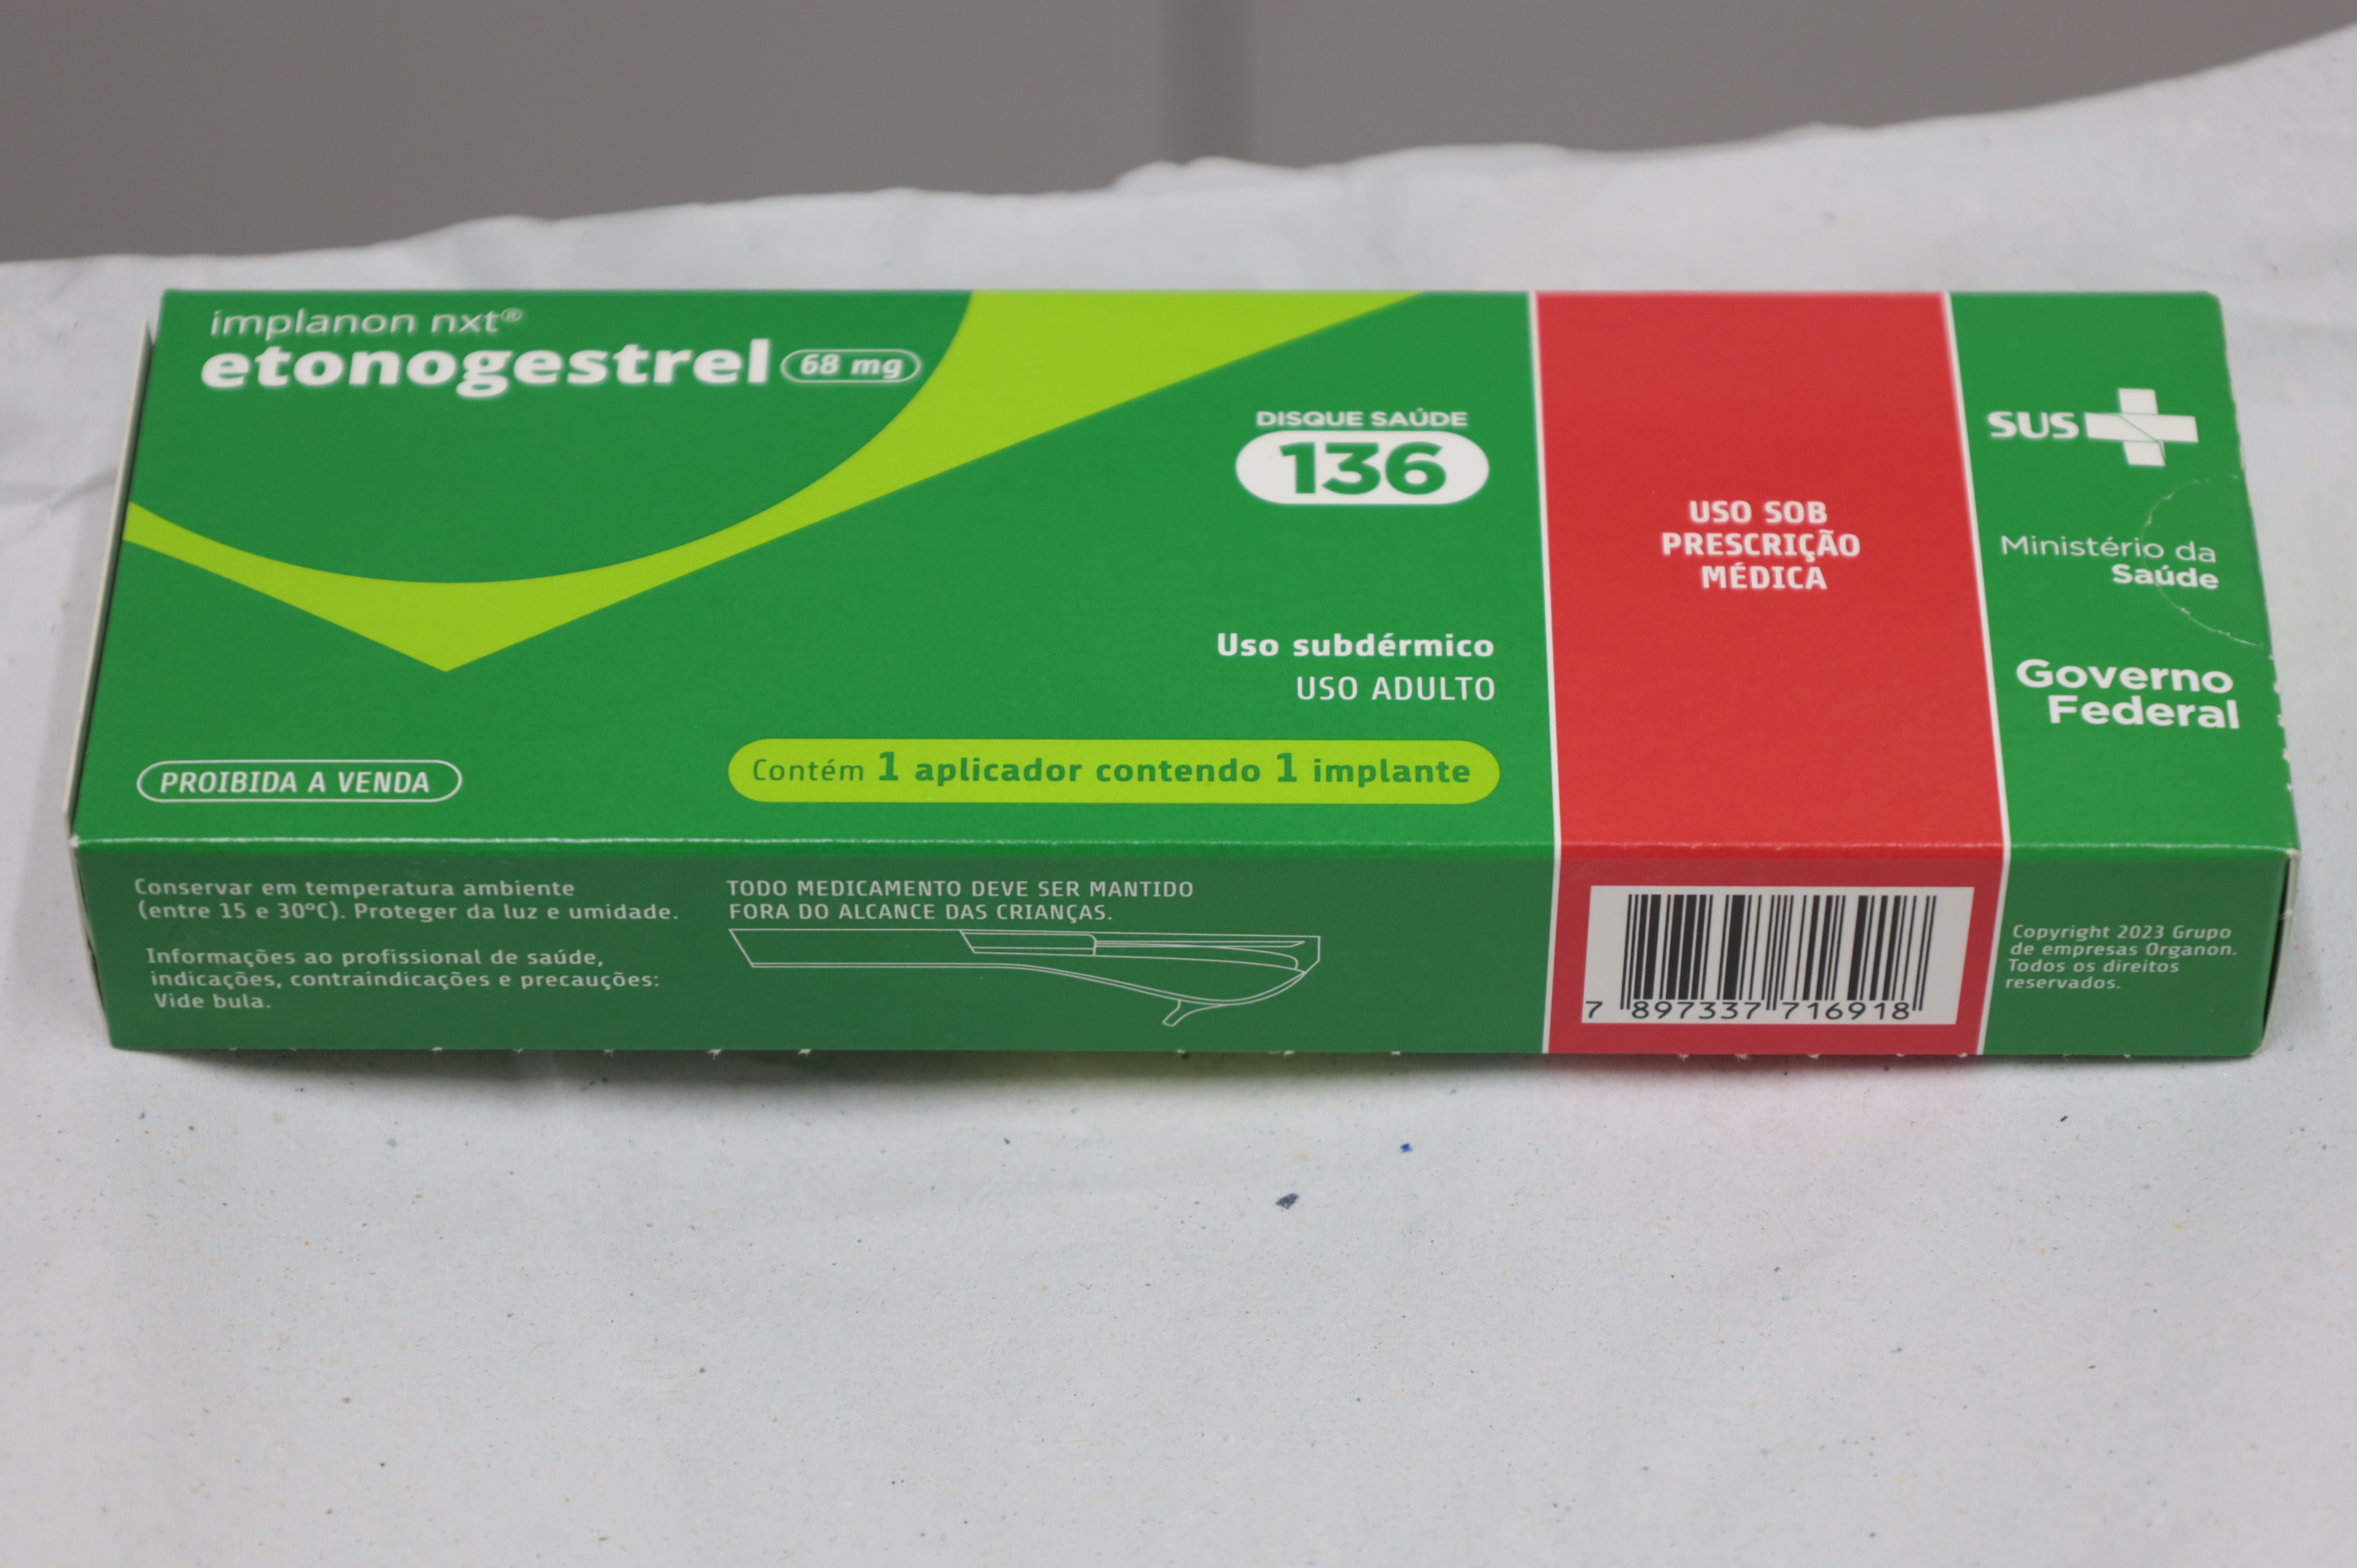 implanon nxt®
etonogestrel 68 mg
DISQUE SAÚDE
136
Uso subdérmico
USO ADULTO
PROIBIDA A VENDA
Contém 1 aplicador contendo 1 implante
USO SOB
PRESCRIÇÃO
MÉDICA
SUS
Ministério da
Saúde
Governo
Federal
Conservar em temperatura ambiente
(entre 15 e 30°C). Proteger da luz e umidade.
Informações ao profissional de saúde,
indicações, contraindicações e precauções:
Vide bula.
TODO MEDICAMENTO DEVE SER MANTIDO
FORA DO ALCANCE DAS CRIANÇAS.
7 897337 716918
Copyright 2023 Grupo
de empresas Organon.
Todos os direitos
reservados.